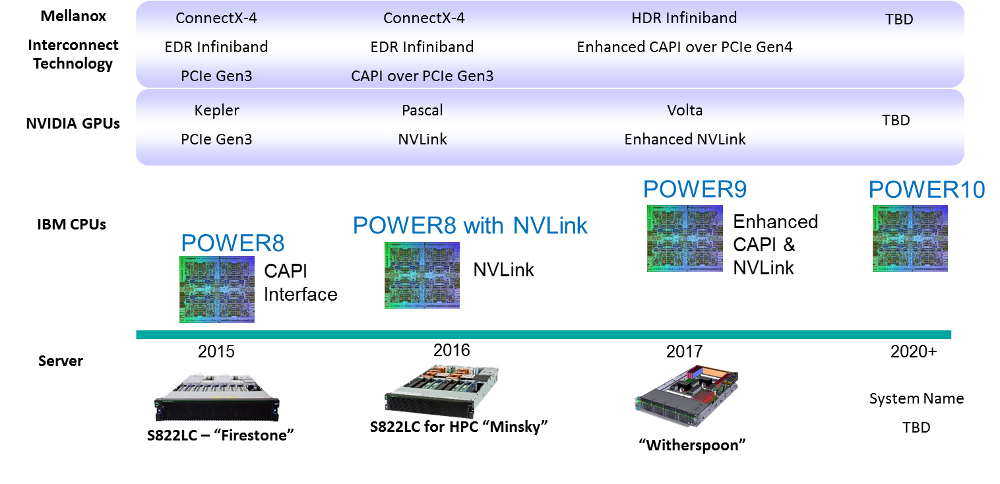 Mellanox
Interconnect
Technology
ConnectX-4
EDR Infiniband
PCIe Gen3
ConnectX-4
EDR Infiniband
CAPI over PCIe Gen3
HDR Infiniband
Enhanced CAPI over PCIe Gen4
TBD
NVIDIA GPUs
Kepler
PCIe Gen3
Pascal
NVLink
Volta
Enhanced NVLink
TBD
IBM CPUs
POWER8
CAPI
Interface
POWER8 with NVLink
NVLink
POWER9
Enhanced
CAPI &
NVLink
POWER10
Server
2015
S822LC – “Firestone”
2016
S822LC for HPC “Minsky”
2017
“Witherspoon”
2020+
System Name
TBD